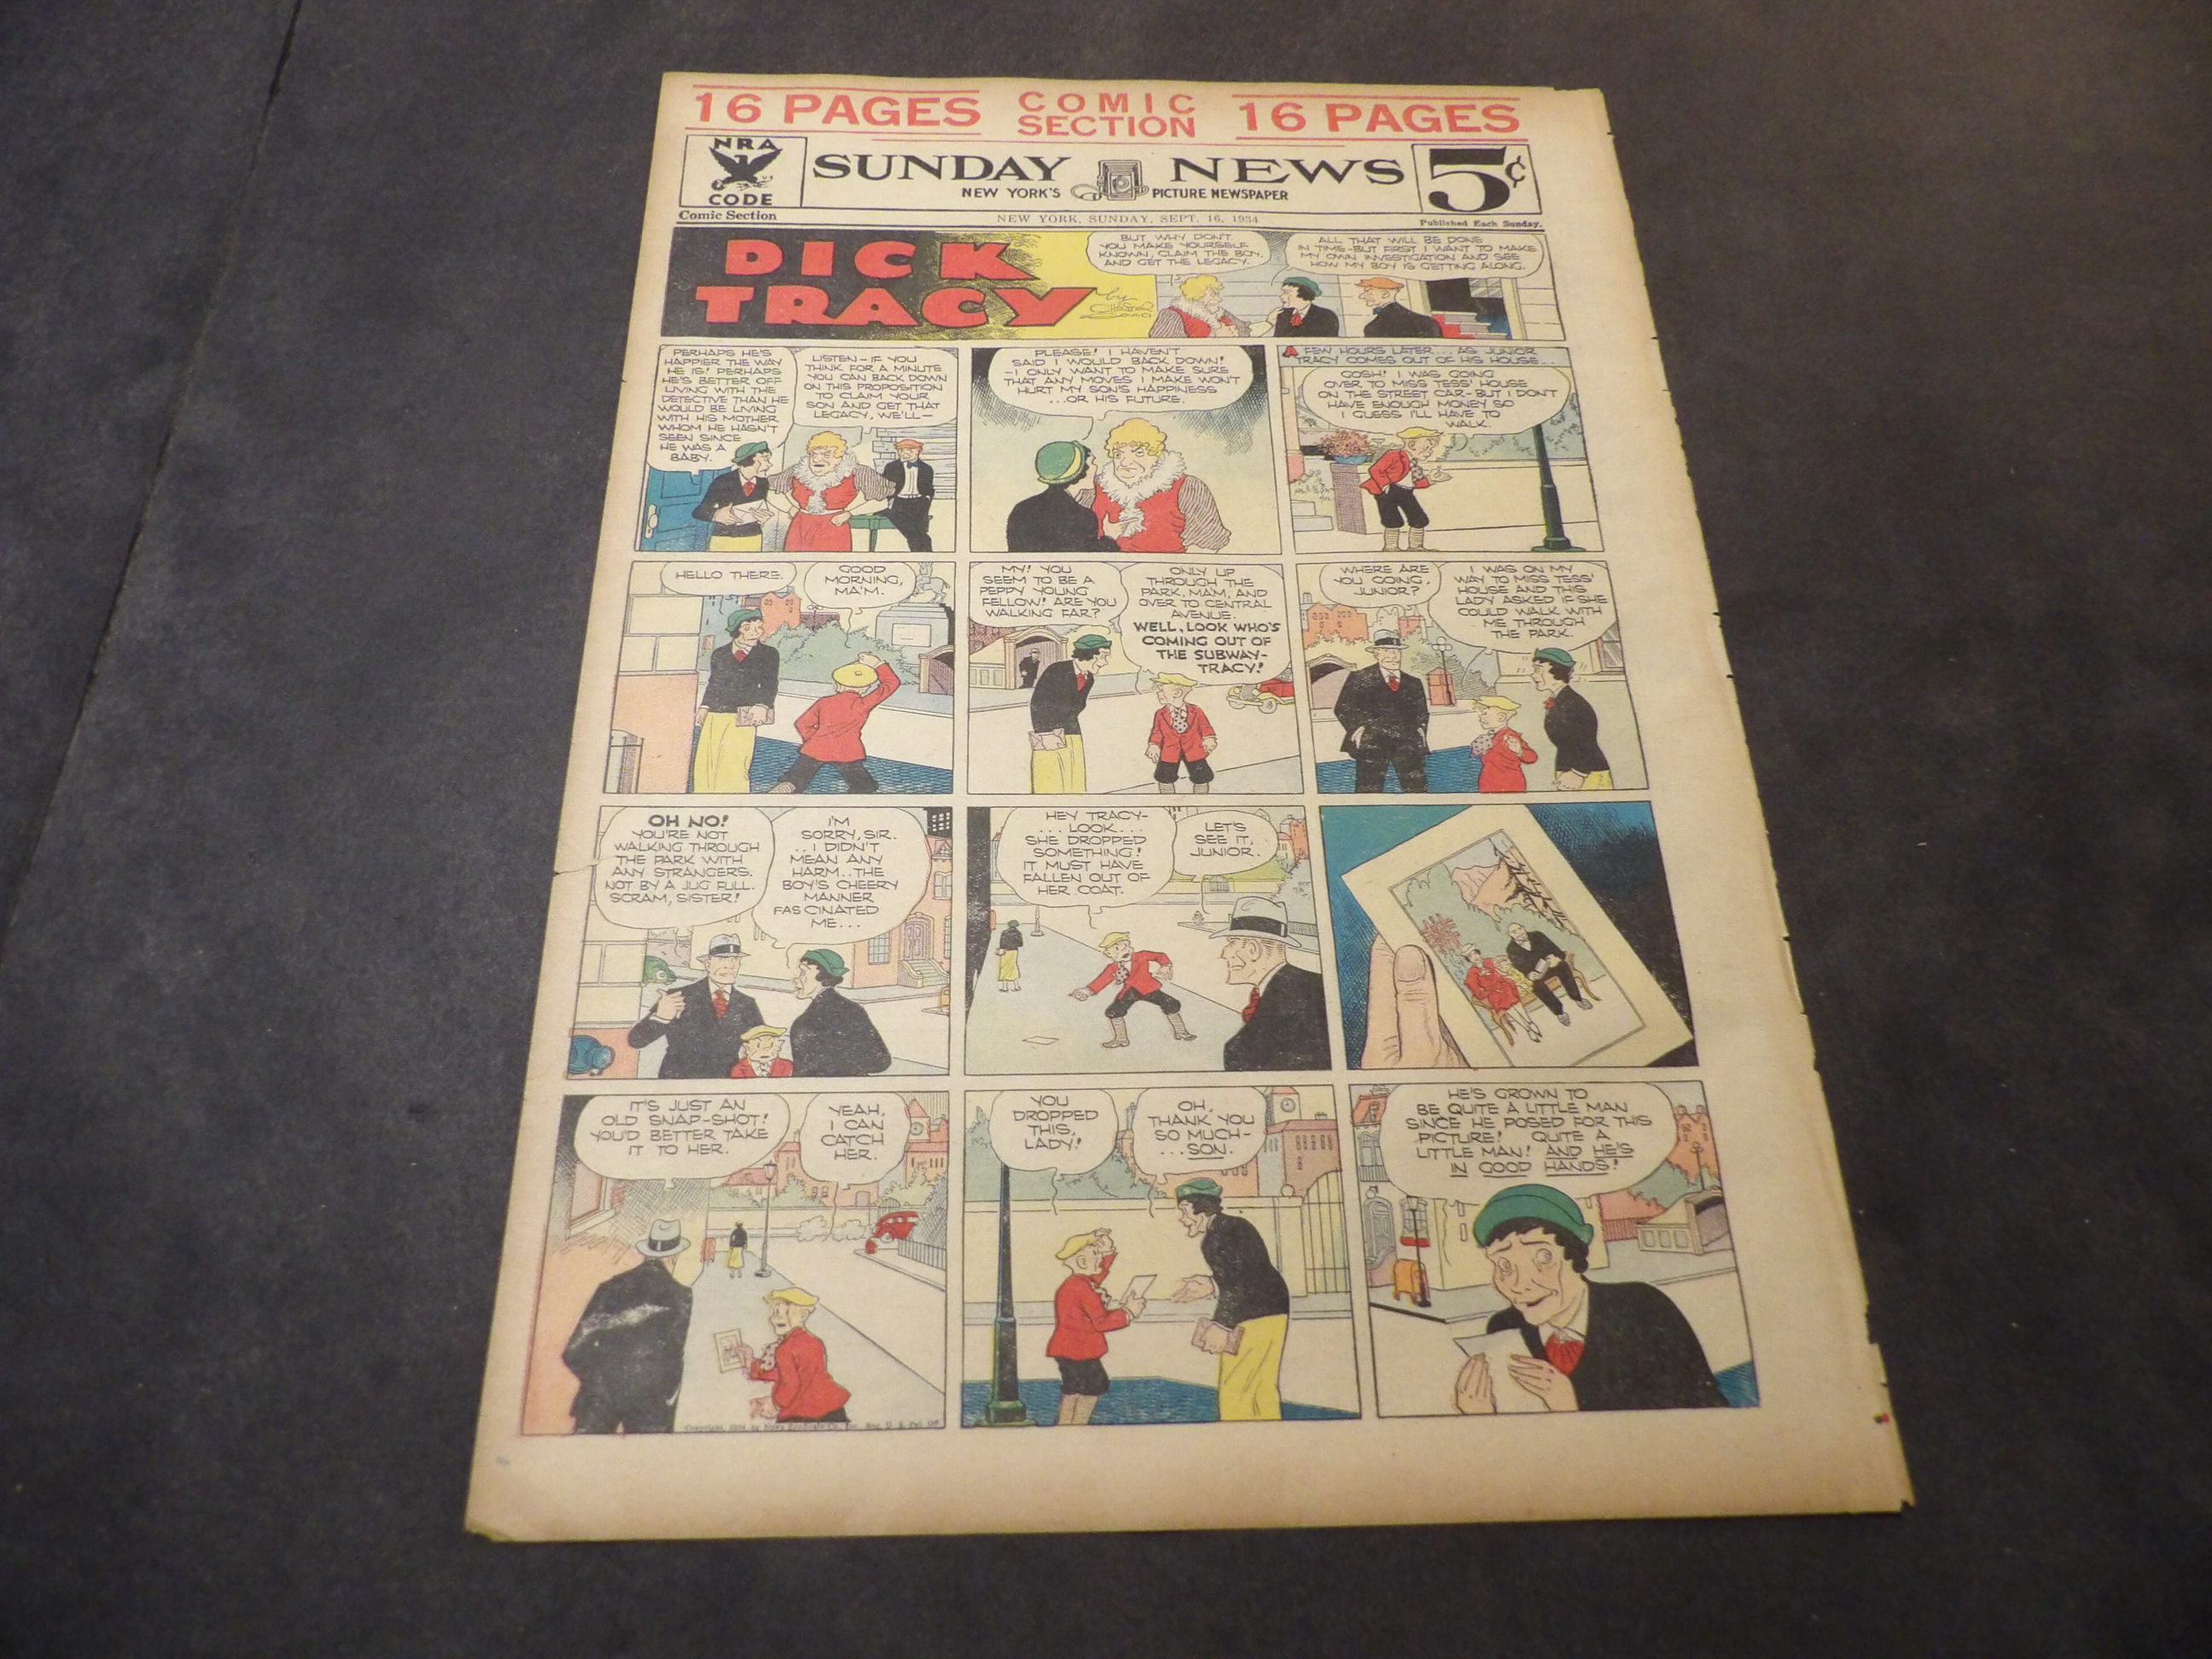 16 PAGES COMIC SECTION 16 PAGES
NRA
U.S.
CODE
SUNDAY NEWS
NEW YORK'S PICTURE NEWSPAPER
5¢
Comic Section
NEW YORK, SUNDAY, SEPT. 16, 1934
Published Each Sunday.
DICK
TRACY
by
CHESTER
GOULD
BUT WHY DON'T
YOU MAKE YOURSELF
KNOWN, CLAIM THE BOY,
AND GET THE LEGACY.
ALL THAT WILL BE DONE
IN TIME-BUT FIRST I WANT TO MAKE
MY OWN INVESTIGATION AND SEE
HOW MY BOY IS GETTING ALONG.
PERHAPS HE'S
HAPPIER THE WAY
HE IS! PERHAPS
HE'S BETTER OFF
LIVING WITH THE
DETECTIVE THAN HE
WOULD BE LIVING
WITH HIS MOTHER
WHOM HE HASN'T
SEEN SINCE
HE WAS A
BABY.
LISTEN-IF YOU
THINK FOR A MINUTE
YOU CAN BACK DOWN
ON THIS PROPOSITION
TO CLAIM YOUR
SON AND GET THAT
LEGACY, WE'LL-
PLEASE! I HAVEN'T
SAID I WOULD BACK DOWN!
-I ONLY WANT TO MAKE SURE
THAT ANY MOVES I MAKE WON'T
HURT MY SON'S HAPPINESS
...OR HIS FUTURE.
A FEW HOURS LATER... AS JUNIOR
TRACY COMES OUT OF HIS HOUSE...
GOSH! I WAS GOING
OVER TO MISS TESS' HOUSE
ON THE STREET CAR-BUT I DON'T
HAVE ENOUGH MONEY SO
I GUESS I'LL HAVE TO
WALK.
HELLO THERE.
GOOD
MORNING,
MA'M.
MY! YOU
SEEM TO BE A
PEPPY YOUNG
FELLOW! ARE YOU
WALKING FAR?
ONLY UP
THROUGH THE
PARK, MA'M, AND
OVER TO CENTRAL
AVENUE.
WELL, LOOK WHO'S
COMING OUT OF
THE SUBWAY-
TRACY!
WHERE ARE
YOU GOING,
JUNIOR?
I WAS ON MY
WAY TO MISS TESS'
HOUSE AND THIS
LADY ASKED IF SHE
COULD WALK WITH
ME THROUGH
THE PARK.
OH NO!
YOU'RE NOT
WALKING THROUGH
THE PARK WITH
ANY STRANGERS.
NOT BY A JUG FULL.
SCRAM, SISTER!
I'M
SORRY, SIR.
..I DIDN'T
MEAN ANY
HARM..THE
BOY'S CHEERY
MANNER
FASCINATED
ME...
HEY TRACY-
...LOOK...
SHE DROPPED
SOMETHING!
IT MUST HAVE
FALLEN OUT OF
HER COAT.
LET'S
SEE IT,
JUNIOR.
IT'S JUST AN
OLD SNAP-SHOT!
YOU'D BETTER TAKE
IT TO HER.
YEAH,
I CAN
CATCH
HER.
Copyright, 1934, by News Syndicate Co., Inc. Reg. U. S. Pat. Off.
YOU
DROPPED
THIS,
LADY!
OH,
THANK YOU
SO MUCH-
...SON.
HE'S GROWN TO
BE QUITE A LITTLE MAN
SINCE HE POSED FOR THIS
PICTURE! QUITE A
LITTLE MAN! AND HE'S
IN GOOD HANDS!